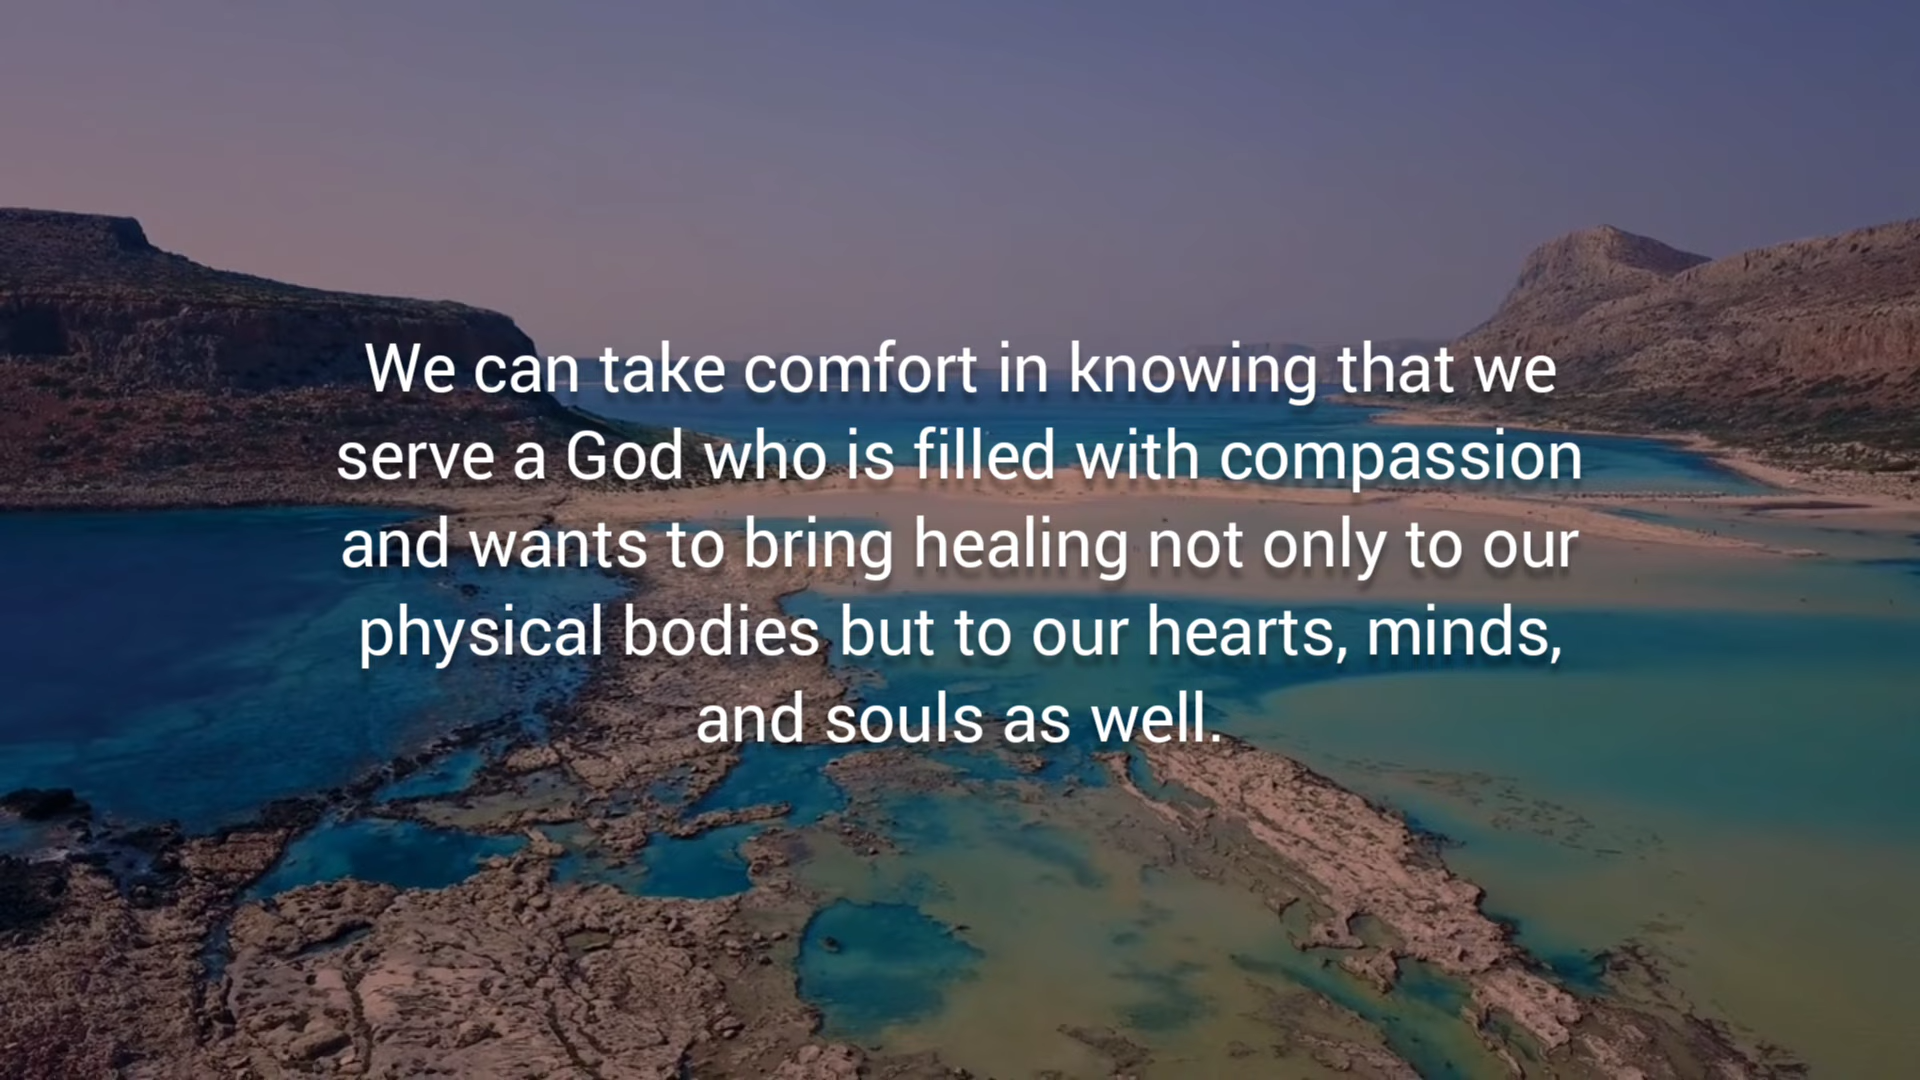 We can take comfort in knowing that we
serve a God who is filled with compassion
and wants to bring healing not only to our
physical bodies but to our hearts, minds,
and souls as well.